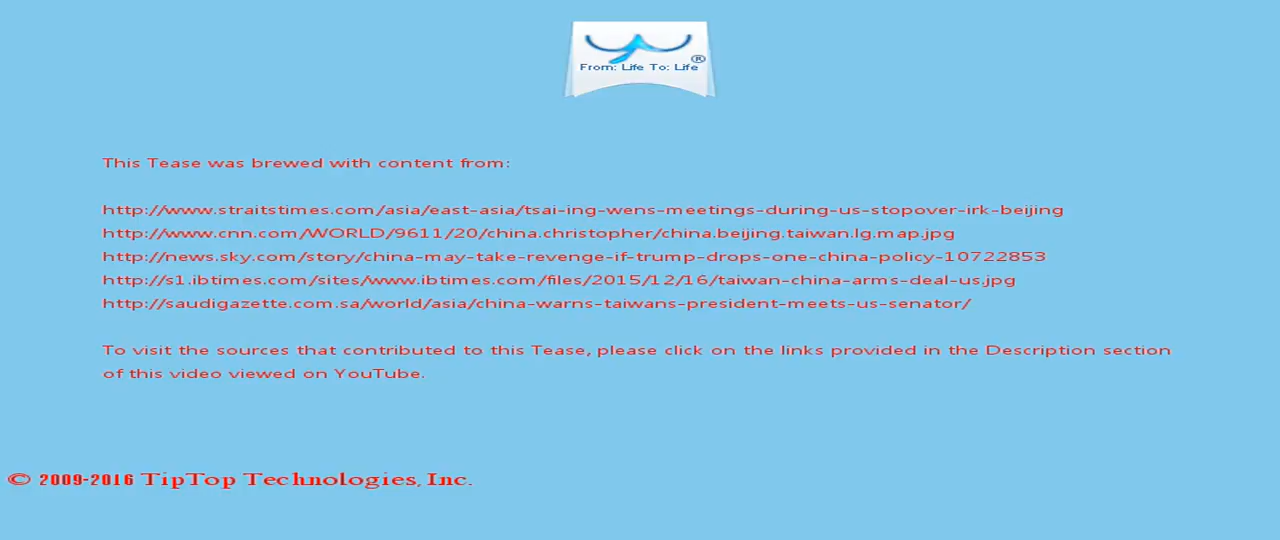 From: Life To: Life®
This Tease was brewed with content from:
http://www.straitstimes.com/asia/east-asia/tsai-ing-wens-meetings-during-us-stopover-irk-beijing
http://www.cnn.com/WORLD/9611/20/china.christopher/china.beijing.taiwan.lg.map.jpg
http://news.sky.com/story/china-may-take-revenge-if-trump-drops-one-china-policy-10722853
http://s1.ibtimes.com/sites/www.ibtimes.com/files/2015/12/16/taiwan-china-arms-deal-us.jpg
http://saudigazette.com.sa/world/asia/china-warns-taiwans-president-meets-us-senator/
To visit the sources that contributed to this Tease, please click on the links provided in the Description section
of this video viewed on YouTube.
© 2009-2016 TipTop Technologies, Inc.